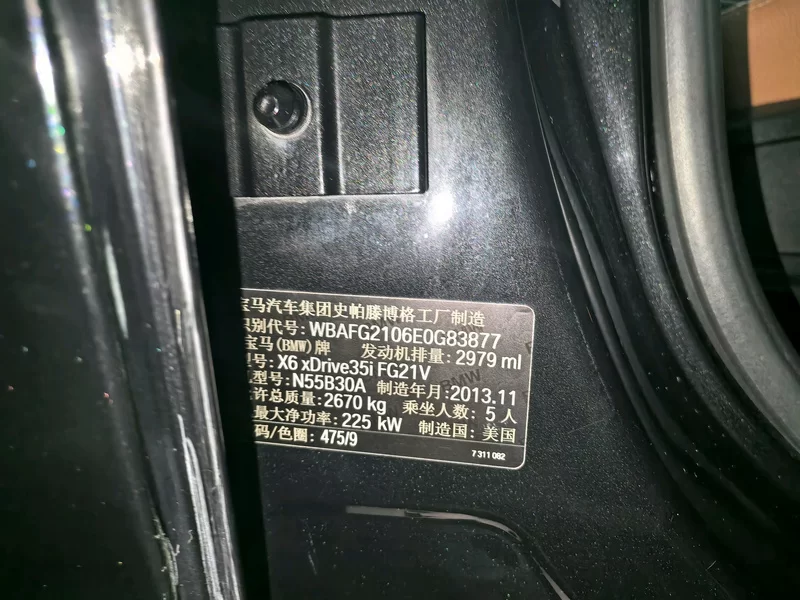 宝马汽车集团史帕滕博格工厂制造
识别代号: WBAFG2106E0G83877
宝马(BMW)牌 发动机排量: 2979 ml
型号: X6 xDrive35i FG21V
机型号: N55B30A 制造年月: 2013.11
许总质量: 2670 kg 乘坐人数: 5 人
最大净功率: 225 kW 制造国: 美国
码/色圈: 475/9
7 311 082